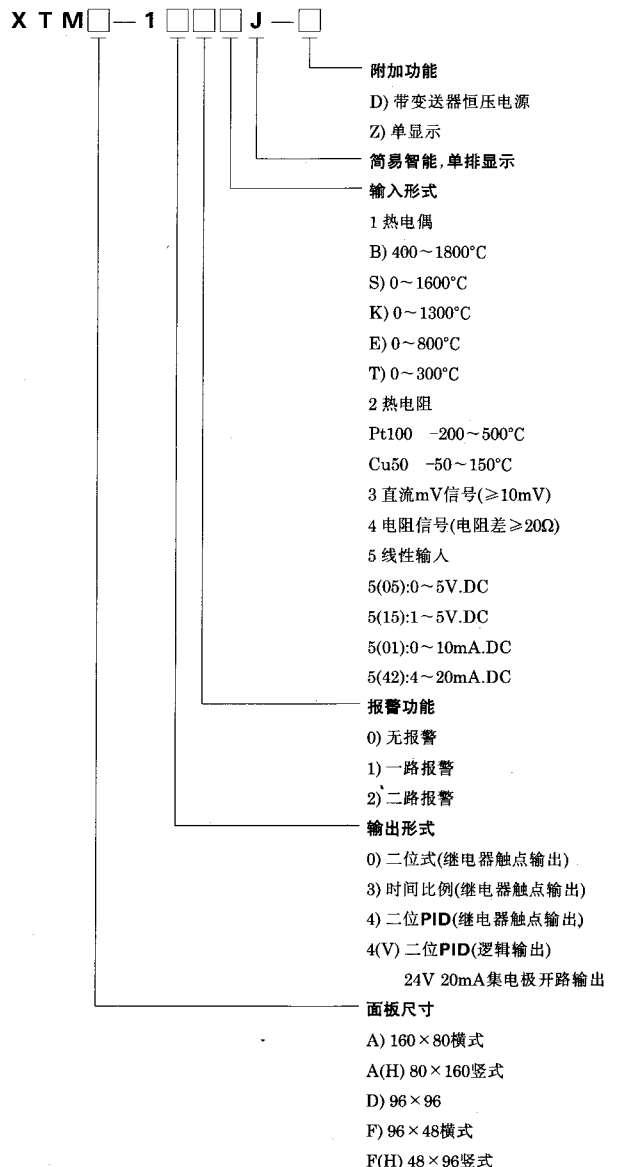 XTM□—1□□□J—□
附加功能
D) 带变送器恒压电源
Z) 单显示
简易智能,单排显示
输入形式
1 热电偶
B) 400~1800°C
S) 0~1600°C
K) 0~1300°C
E) 0~800°C
T) 0~300°C
2 热电阻
Pt100 -200~500°C
Cu50 -50~150°C
3 直流mV信号(≥10mV)
4 电阻信号(电阻差≥20Ω)
5 线性输入
5(05):0~5V.DC
5(15):1~5V.DC
5(01):0~10mA.DC
5(42):4~20mA.DC
报警功能
0) 无报警
1) 一路报警
2) 二路报警
输出形式
0) 二位式(继电器触点输出)
3) 时间比例(继电器触点输出)
4) 二位PID(继电器触点输出)
4(V) 二位PID(逻辑输出)
24V 20mA集电极开路输出
面板尺寸
A) 160×80横式
A(H) 80×160竖式
D) 96×96
F) 96×48横式
F(H) 48×96竖式